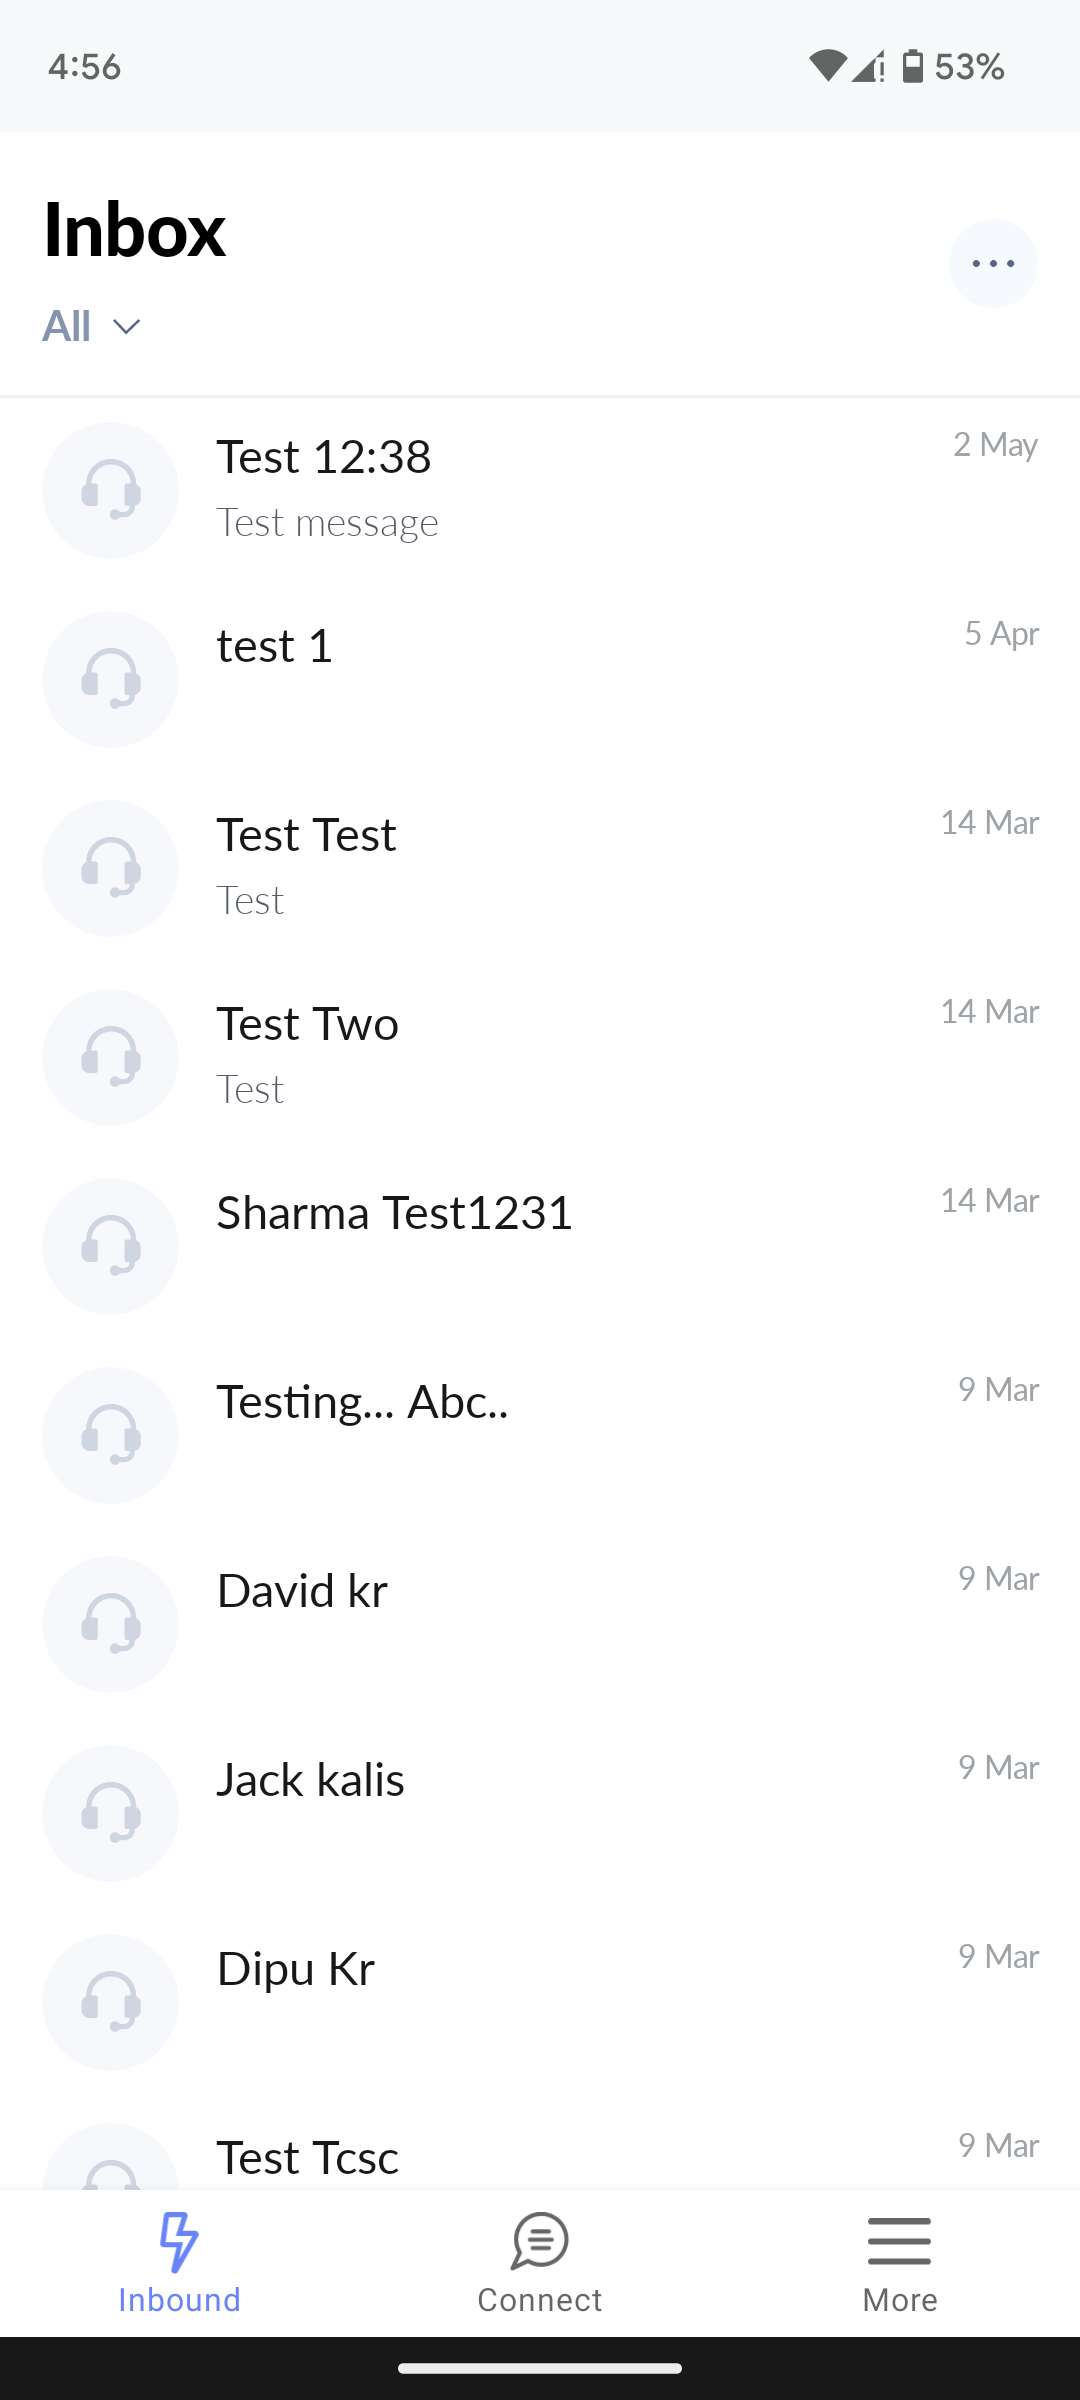 4:56
53%
Inbox
All
Test 12:38
2 May
Test message
test 1
5 Apr
Test Test
14 Mar
Test
Test Two
14 Mar
Test
Sharma Test1231
14 Mar
Testing... Abc..
9 Mar
David kr
9 Mar
Jack kalis
9 Mar
Dipu Kr
9 Mar
Test Tcsc
9 Mar
Inbound
Connect
More